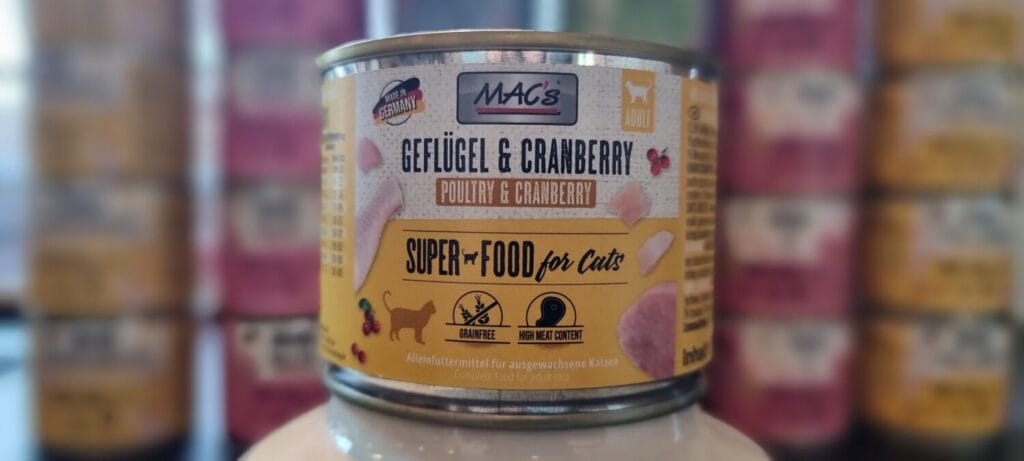 MADE IN
GERMANY
MAC's
ADULT
GEFLÜGEL & CRANBERRY
POULTRY & CRANBERRY
SUPER FOOD for Cats
GRAINFREE
HIGH MEAT CONTENT
Alleinfuttermittel für ausgewachsene Katzen
Complete food for adult cats